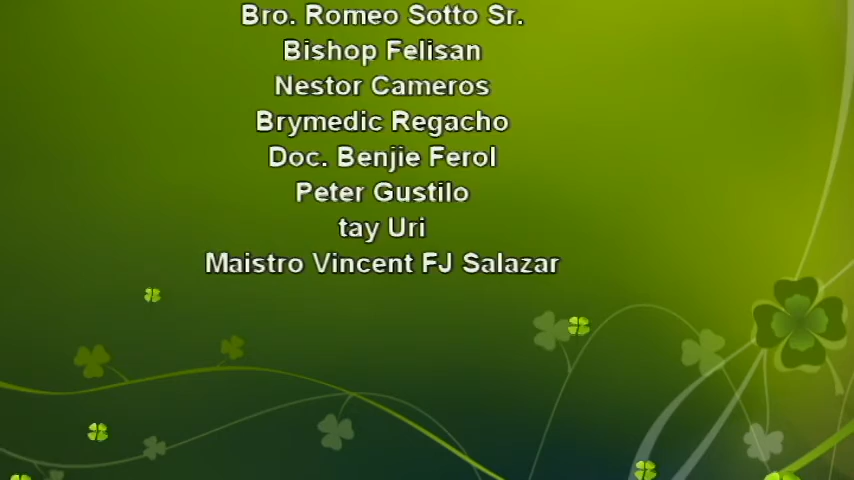 Bro. Romeo Sotto Sr.
Bishop Felisan
Nestor Cameros
Brymedic Regacho
Doc. Benjie Ferol
Peter Gustilo
tay Uri
Maistro Vincent FJ Salazar